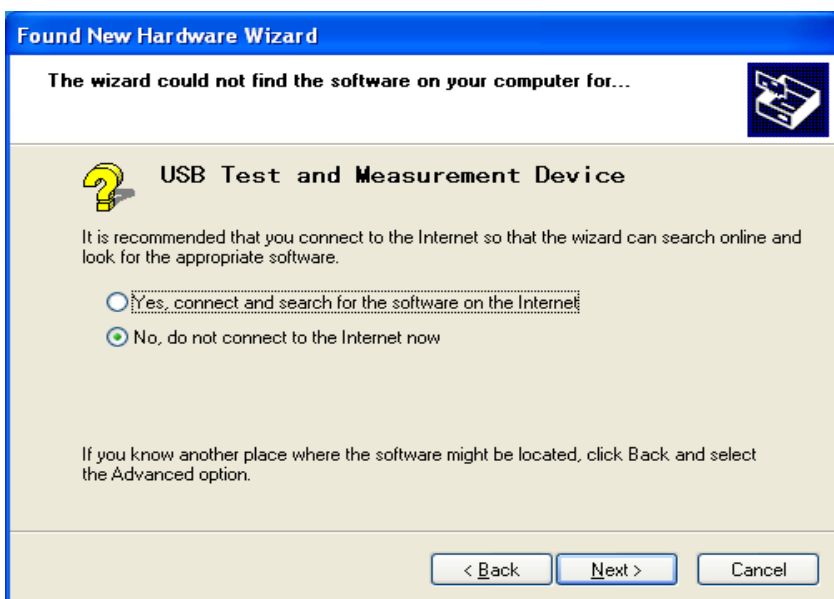 Found New Hardware Wizard
The wizard could not find the software on your computer for...
USB Test and Measurement Device
It is recommended that you connect to the Internet so that the wizard can search online and
look for the appropriate software.
Yes, connect and search for the software on the Internet
No, do not connect to the Internet now
If you know another place where the software might be located, click Back and select
the Advanced option.
< Back Next > Cancel